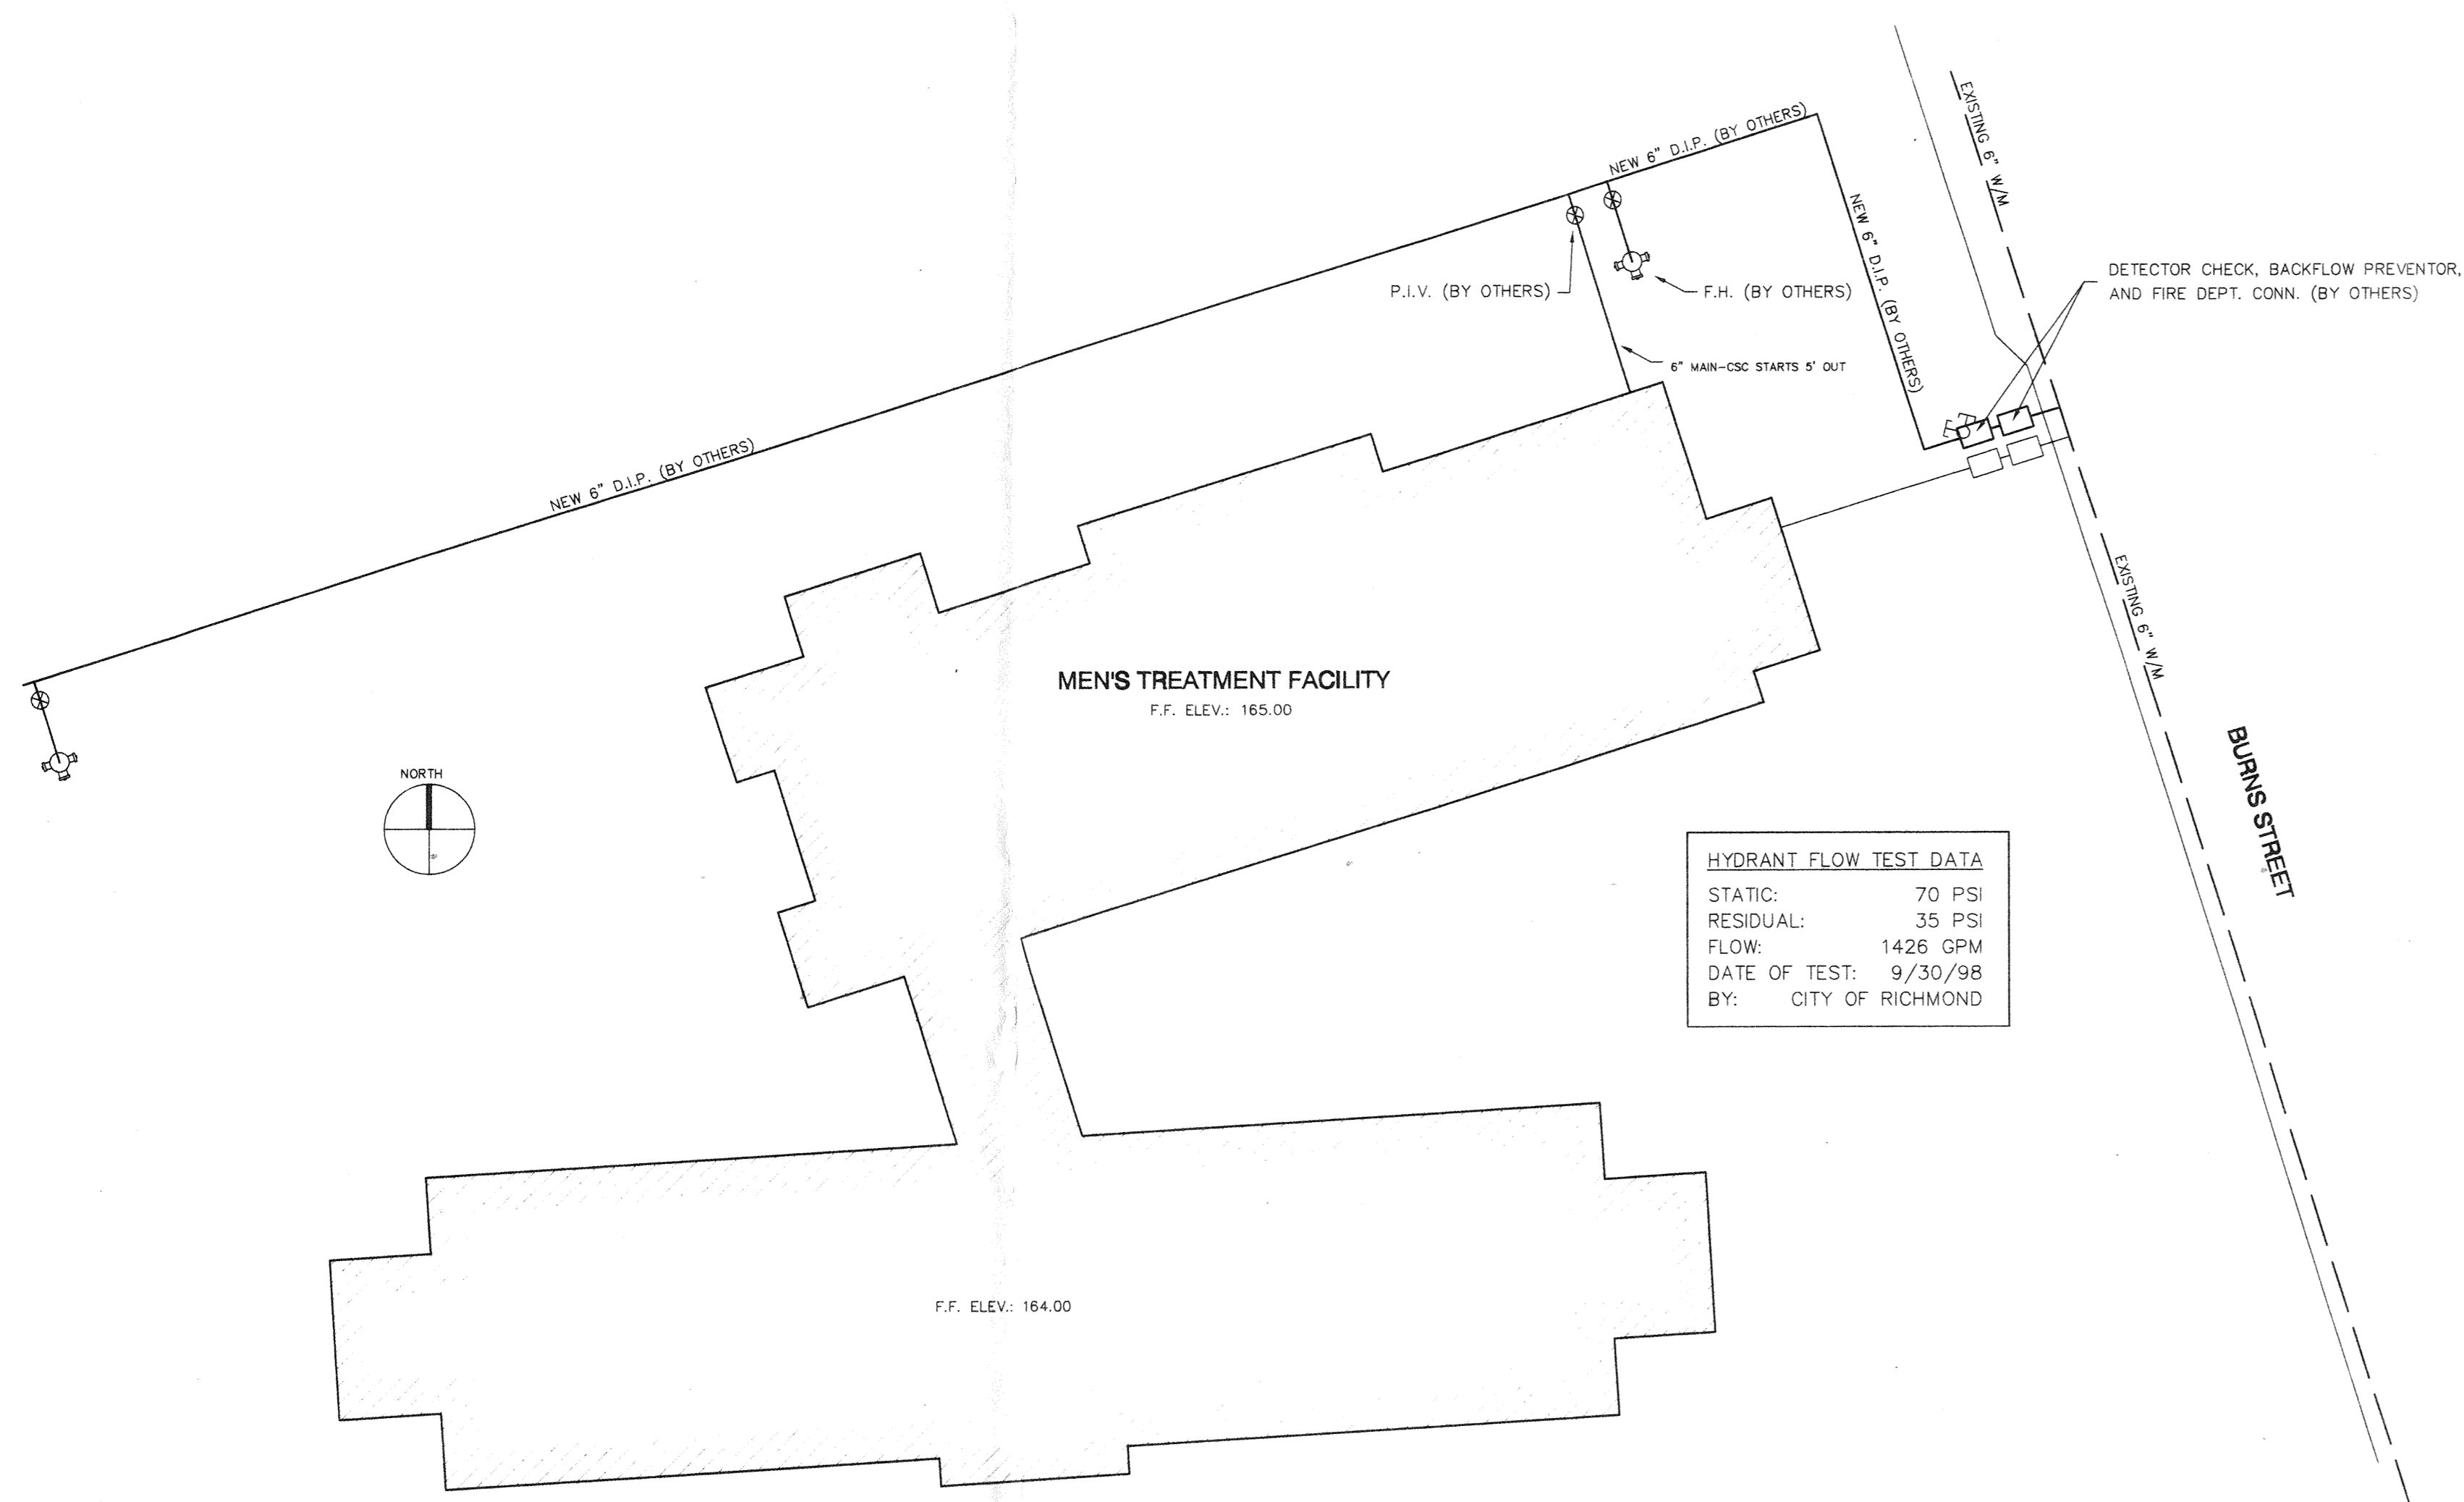 EXISTING 6" W/M
NEW 6" D.I.P. (BY OTHERS)
NEW 6" D.I.P. (BY OTHERS)
P.I.V. (BY OTHERS)
F.H. (BY OTHERS)
DETECTOR CHECK, BACKFLOW PREVENTOR,
AND FIRE DEPT. CONN. (BY OTHERS)
6" MAIN-CSC STARTS 5' OUT
NEW 6" D.I.P. (BY OTHERS)
EXISTING 6" W/M
MEN'S TREATMENT FACILITY
F.F. ELEV.: 165.00
NORTH
BURNS STREET
HYDRANT FLOW TEST DATA
STATIC: 70 PSI
RESIDUAL: 35 PSI
FLOW: 1426 GPM
DATE OF TEST: 9/30/98
BY: CITY OF RICHMOND
F.F. ELEV.: 164.00